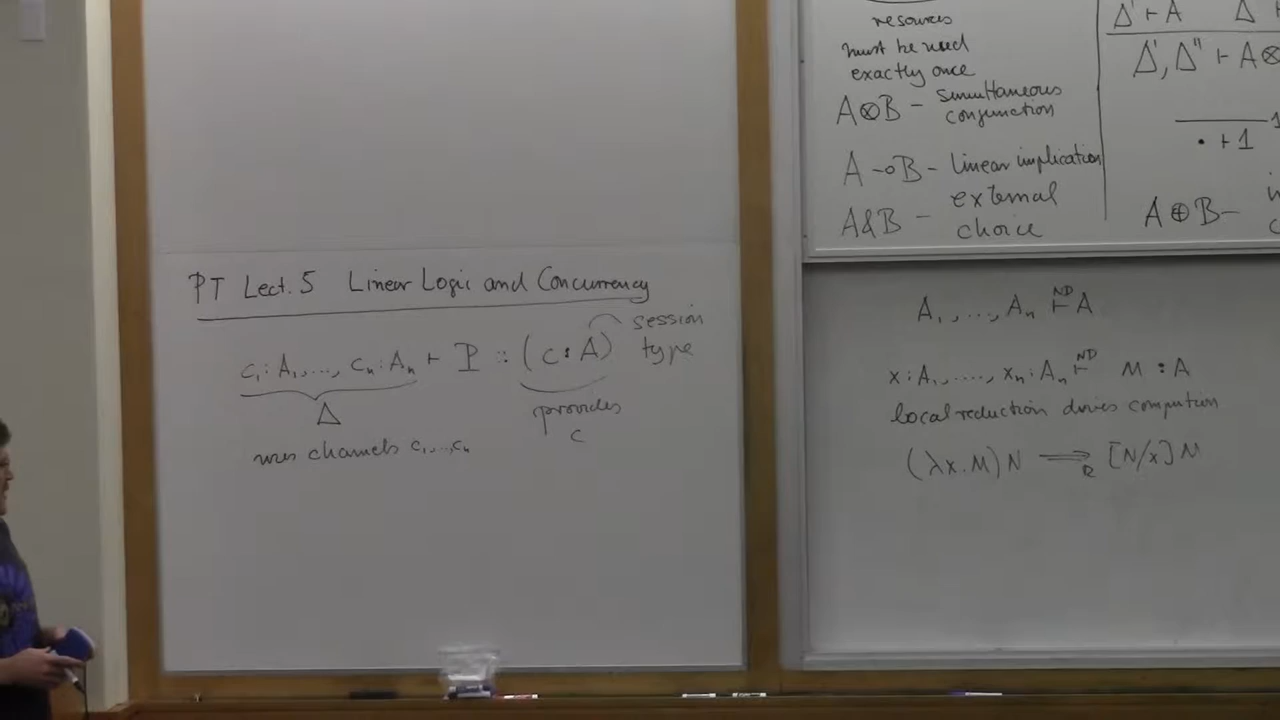 PT Lect. 5 Linear Logic and Concurrency
session
type
c₁ : A₁, ..., cₙ : Aₙ ⊢ P :: (c : A)
Δ
provides
c
uses channels c₁, ..., cₙ
resources
must be used
exactly once
A⊗B – simultaneous
conjunction
A ⊸ B – linear implication
A&B – external
choice
Δ' ⊢ A Δ
Δ', Δ'' ⊢ A ⊗
1
· ⊢ 1
A ⊕ B –
A₁, ..., Aₙ ⊢ᴺᴰ A
x : A₁, ..., xₙ : Aₙ ⊢ᴺᴰ M : A
local reduction drives computation
(λx.M) N ⟹_R [N/x] M